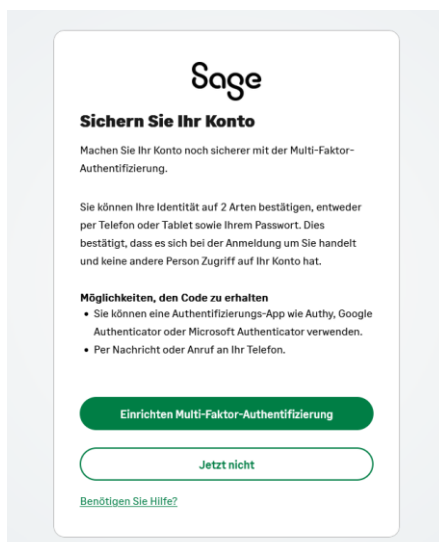 Sage
Sichern Sie Ihr Konto
Machen Sie Ihr Konto noch sicherer mit der Multi-Faktor-
Authentifizierung.
Sie können Ihre Identität auf 2 Arten bestätigen, entweder
per Telefon oder Tablet sowie Ihrem Passwort. Dies
bestätigt, dass es sich bei der Anmeldung um Sie handelt
und keine andere Person Zugriff auf Ihr Konto hat.
Möglichkeiten, den Code zu erhalten
• Sie können eine Authentifizierungs-App wie Authy, Google
Authenticator oder Microsoft Authenticator verwenden.
• Per Nachricht oder Anruf an Ihr Telefon.
Einrichten Multi-Faktor-Authentifizierung
Jetzt nicht
Benötigen Sie Hilfe?